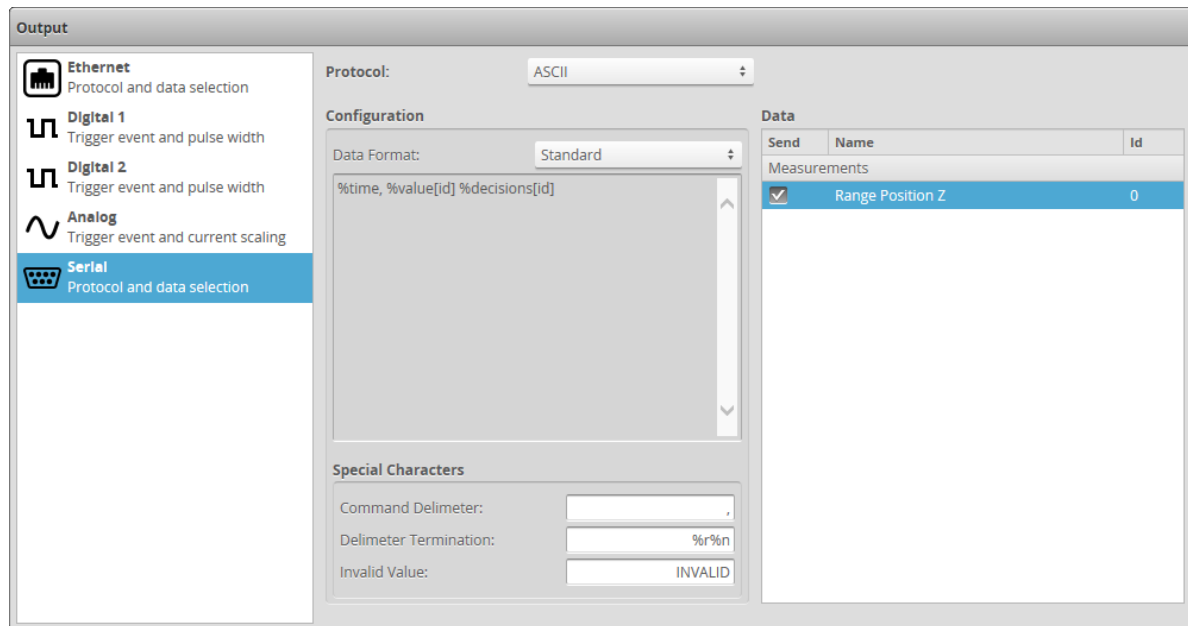 Output
Ethernet
Protocol and data selection
Digital 1
Trigger event and pulse width
Digital 2
Trigger event and pulse width
Analog
Trigger event and current scaling
Serial
Protocol and data selection
Protocol: ASCII
Configuration
Data Format: Standard
%time, %value[id] %decisions[id]
Special Characters
Command Delimeter: ,
Delimeter Termination: %r%n
Invalid Value: INVALID
Data
Send Name Id
Measurements
Range Position Z 0